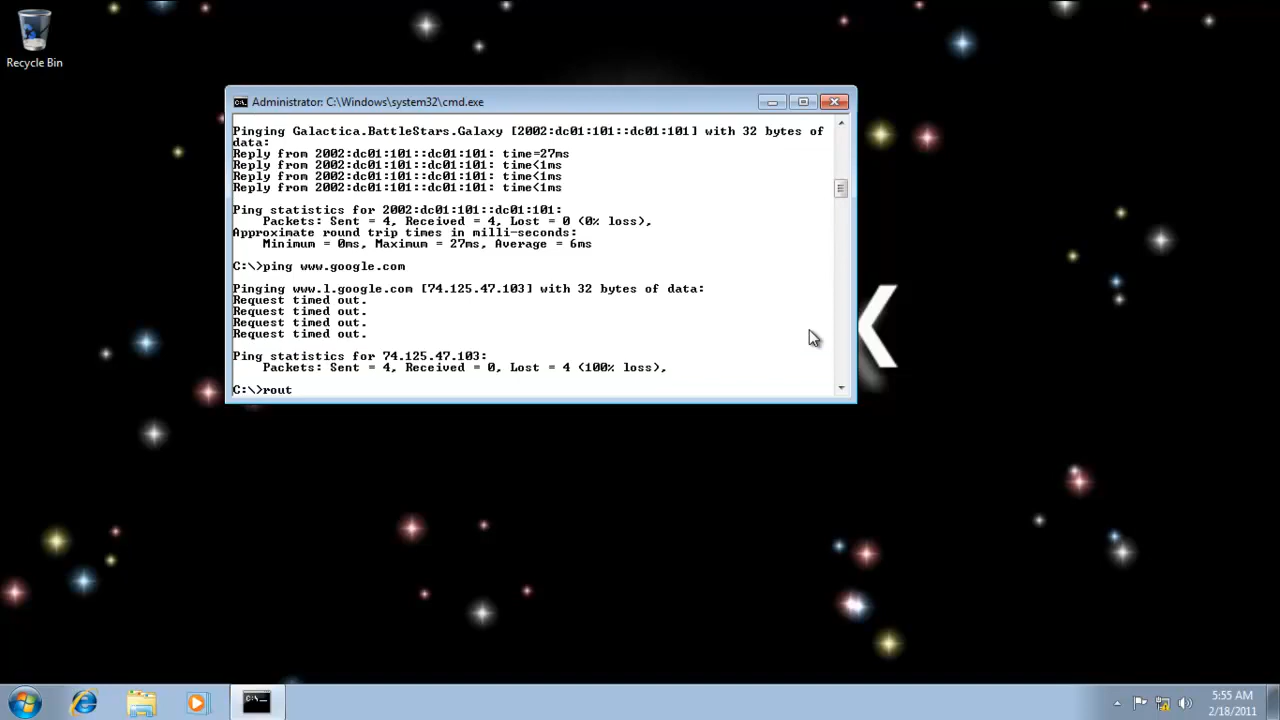 Recycle Bin
Administrator: C:\Windows\system32\cmd.exe
Pinging Galactica.BattleStars.Galaxy [2002:dc01:101::dc01:101] with 32 bytes of
data:
Reply from 2002:dc01:101::dc01:101: time=27ms
Reply from 2002:dc01:101::dc01:101: time<1ms
Reply from 2002:dc01:101::dc01:101: time<1ms
Reply from 2002:dc01:101::dc01:101: time<1ms
Ping statistics for 2002:dc01:101::dc01:101:
Packets: Sent = 4, Received = 4, Lost = 0 (0% loss),
Approximate round trip times in milli-seconds:
Minimum = 0ms, Maximum = 27ms, Average = 6ms
C:\>ping www.google.com
Pinging www.l.google.com [74.125.47.103] with 32 bytes of data:
Request timed out.
Request timed out.
Request timed out.
Request timed out.
Ping statistics for 74.125.47.103:
Packets: Sent = 4, Received = 0, Lost = 4 (100% loss),
C:\>rout
5:55 AM
2/18/2011